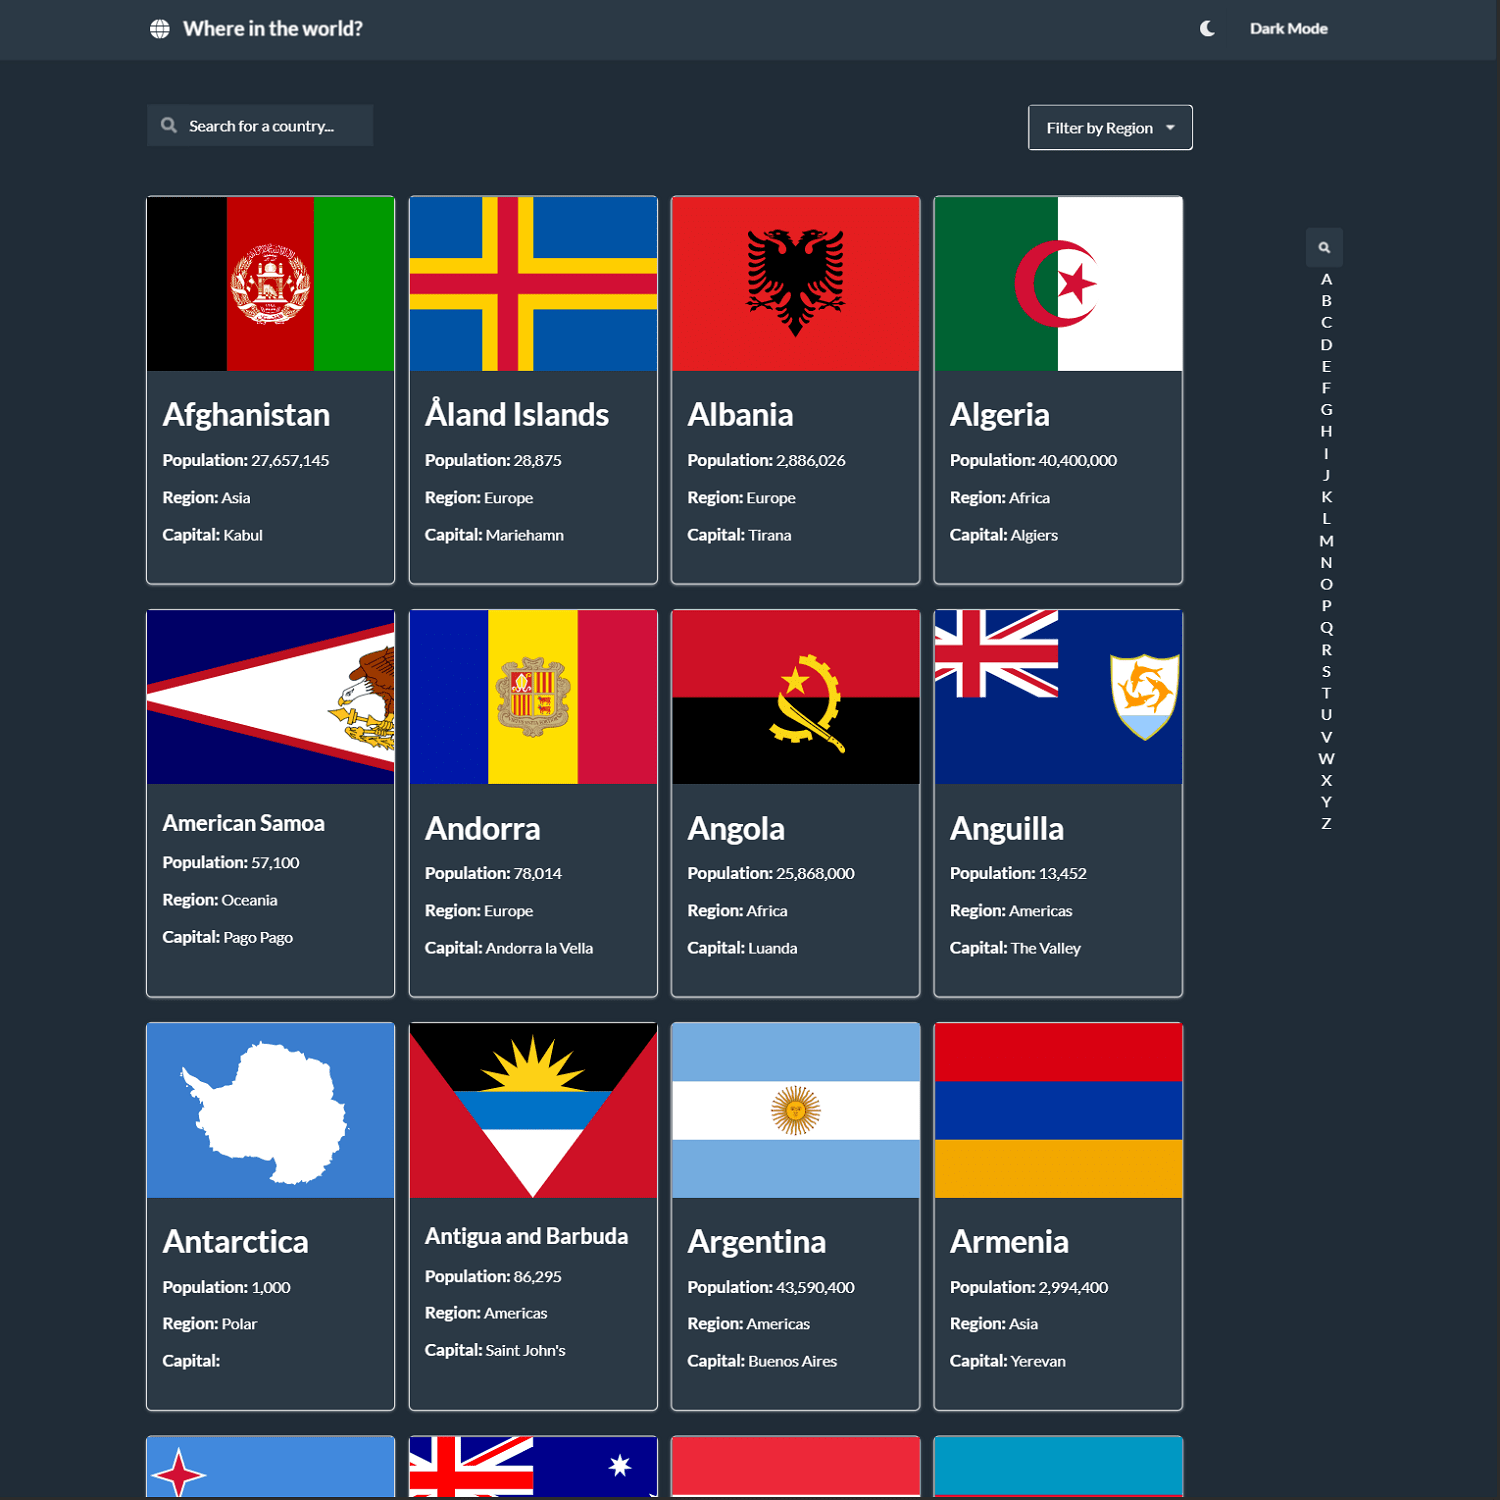 Where in the world?
Dark Mode
Search for a country...
Filter by Region
Afghanistan
Population: 27,657,145
Region: Asia
Capital: Kabul
Åland Islands
Population: 28,875
Region: Europe
Capital: Mariehamn
Albania
Population: 2,886,026
Region: Europe
Capital: Tirana
Algeria
Population: 40,400,000
Region: Africa
Capital: Algiers
American Samoa
Population: 57,100
Region: Oceania
Capital: Pago Pago
Andorra
Population: 78,014
Region: Europe
Capital: Andorra la Vella
Angola
Population: 25,868,000
Region: Africa
Capital: Luanda
Anguilla
Population: 13,452
Region: Americas
Capital: The Valley
Antarctica
Population: 1,000
Region: Polar
Capital:
Antigua and Barbuda
Population: 86,295
Region: Americas
Capital: Saint John's
Argentina
Population: 43,590,400
Region: Americas
Capital: Buenos Aires
Armenia
Population: 2,994,400
Region: Asia
Capital: Yerevan
A
B
C
D
E
F
G
H
I
J
K
L
M
N
O
P
Q
R
S
T
U
V
W
X
Y
Z